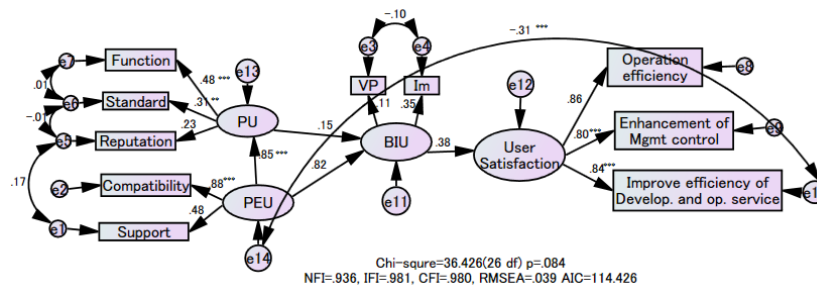 -.10
-.31 ***
e7
Function
e13
e3
e4
Operation
efficiency
e8
.01
.48 ***
VP
Im
e12
e6
Standard
.31 **
PU
.11
.35
.86
-.01
.23
.15
BIU
User
Satisfaction
.80 ***
Enhancement of
Mgmt control
e9
e5
Reputation
.38
.85 ***
.17
e2
Compatibility
.88 ***
PEU
.82
.84 ***
Improve efficiency of
Develop. and op. service
e11
.48
e1
Support
e14
Chi-squre=36.426(26 df) p=.084
NFI=.936, IFI=.981, CFI=.980, RMSEA=.039 AIC=114.426